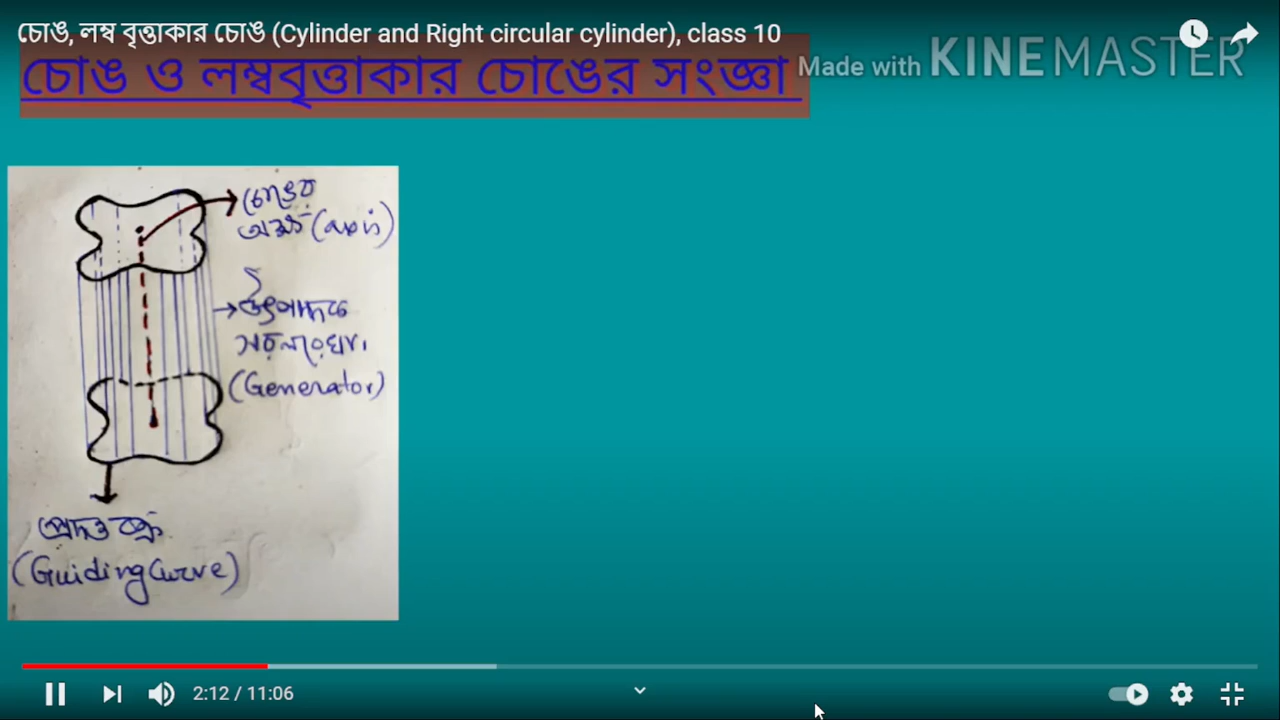 চোঙ, লম্ব বৃত্তাকার চোঙ (Cylinder and Right circular cylinder), class 10
চোঙ ও লম্ববৃত্তাকার চোঙের সংজ্ঞা
Made with KINEMASTER
চোঙের
অক্ষ (axis)
উৎপাদক
সরলরেখা
(Generator)
প্রদত্ত বক্র
(Guiding Curve)
2:12 / 11:06